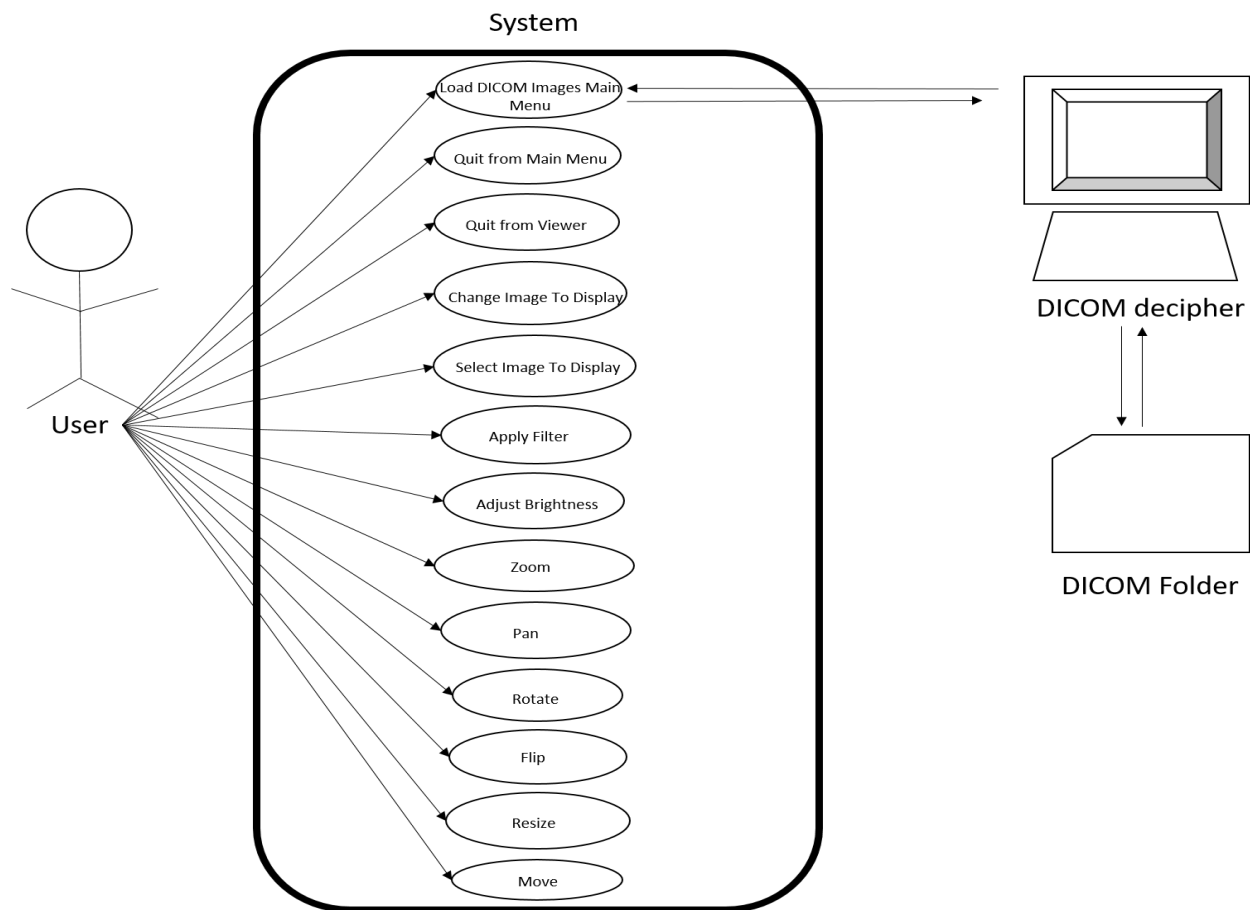 System
Load DICOM Images Main
Menu
Quit from Main Menu
Quit from Viewer
Change Image To Display
Select Image To Display
Apply Filter
Adjust Brightness
Zoom
Pan
Rotate
Flip
Resize
Move
User
DICOM decipher
DICOM Folder